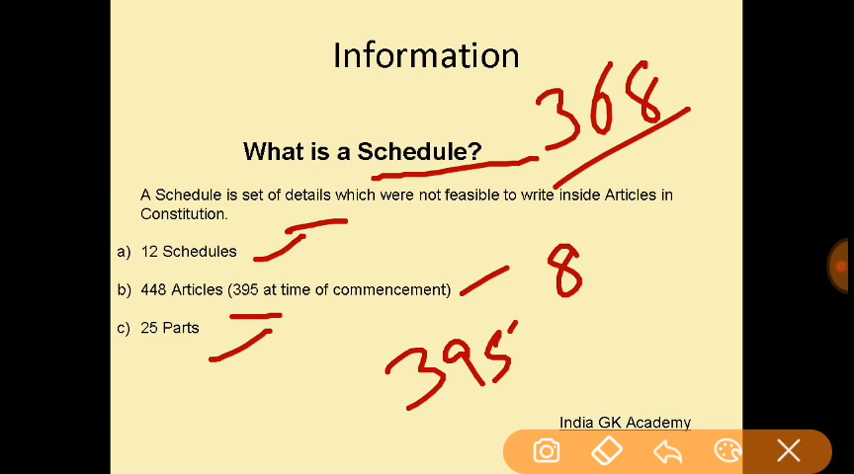 Information
368
What is a Schedule?
A Schedule is set of details which were not feasible to write inside Articles in
Constitution.
a) 12 Schedules
b) 448 Articles (395 at time of commencement)
8
c) 25 Parts
395
India GK Academy